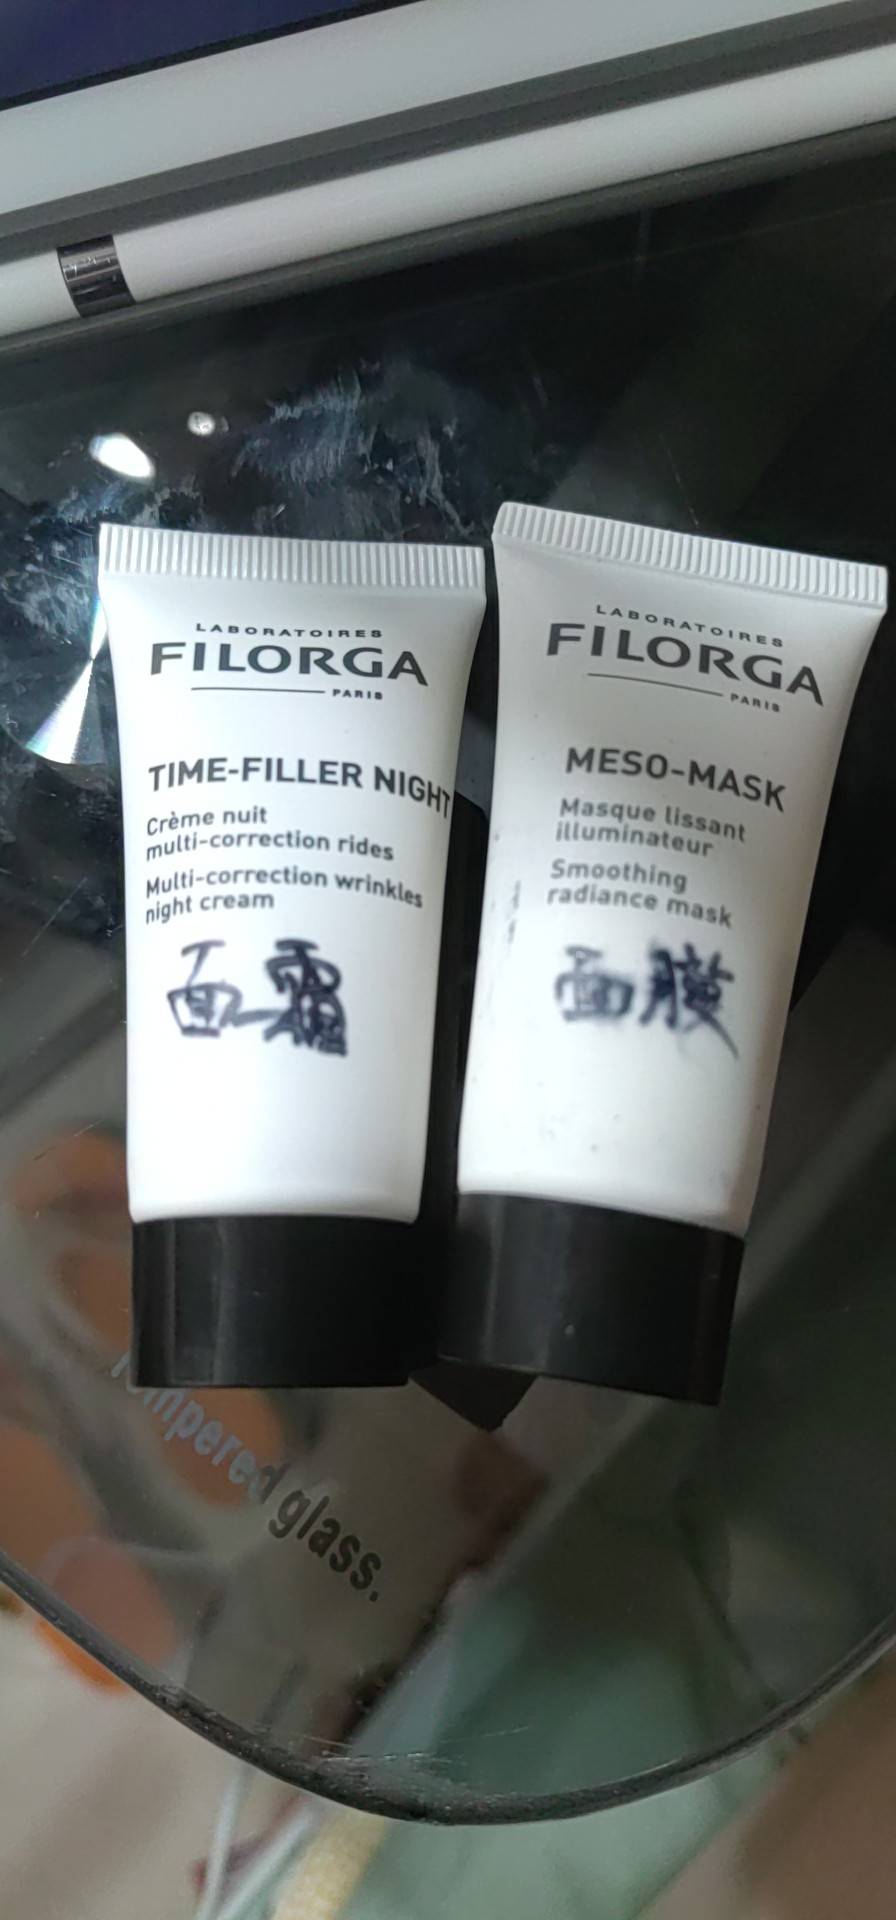 LABORATOIRES
FILORGA
PARIS
TIME-FILLER NIGHT
Crème nuit
multi-correction rides
Multi-correction wrinkles
night cream
面霜
LABORATOIRES
FILORGA
PARIS
MESO-MASK
Masque lissant
illuminateur
Smoothing
radiance mask
面膜
Tempered glass.